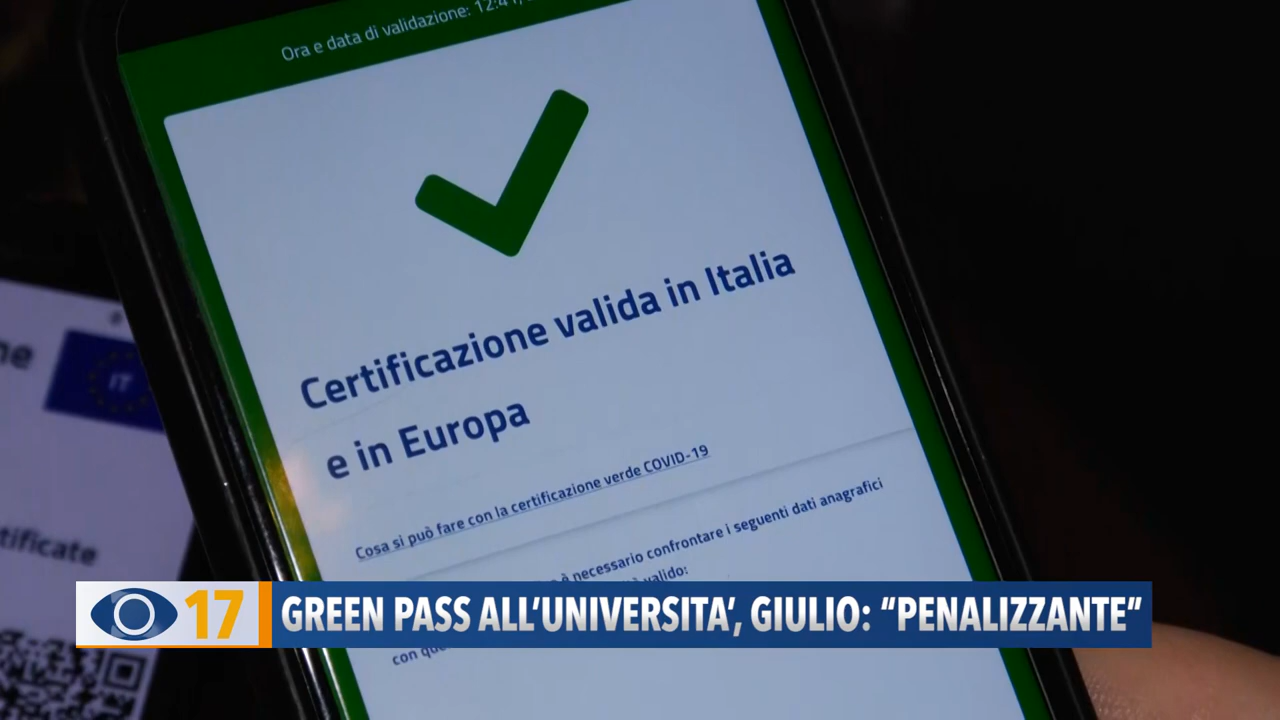 Ora e data di validazione: 12:41,
Certificazione valida in Italia
e in Europa
Cosa si può fare con la certificazione verde COVID-19
è necessario confrontare i seguenti dati anagrafici
valido:
con
IT
tificate
17
GREEN PASS ALL'UNIVERSITA', GIULIO: “PENALIZZANTE”